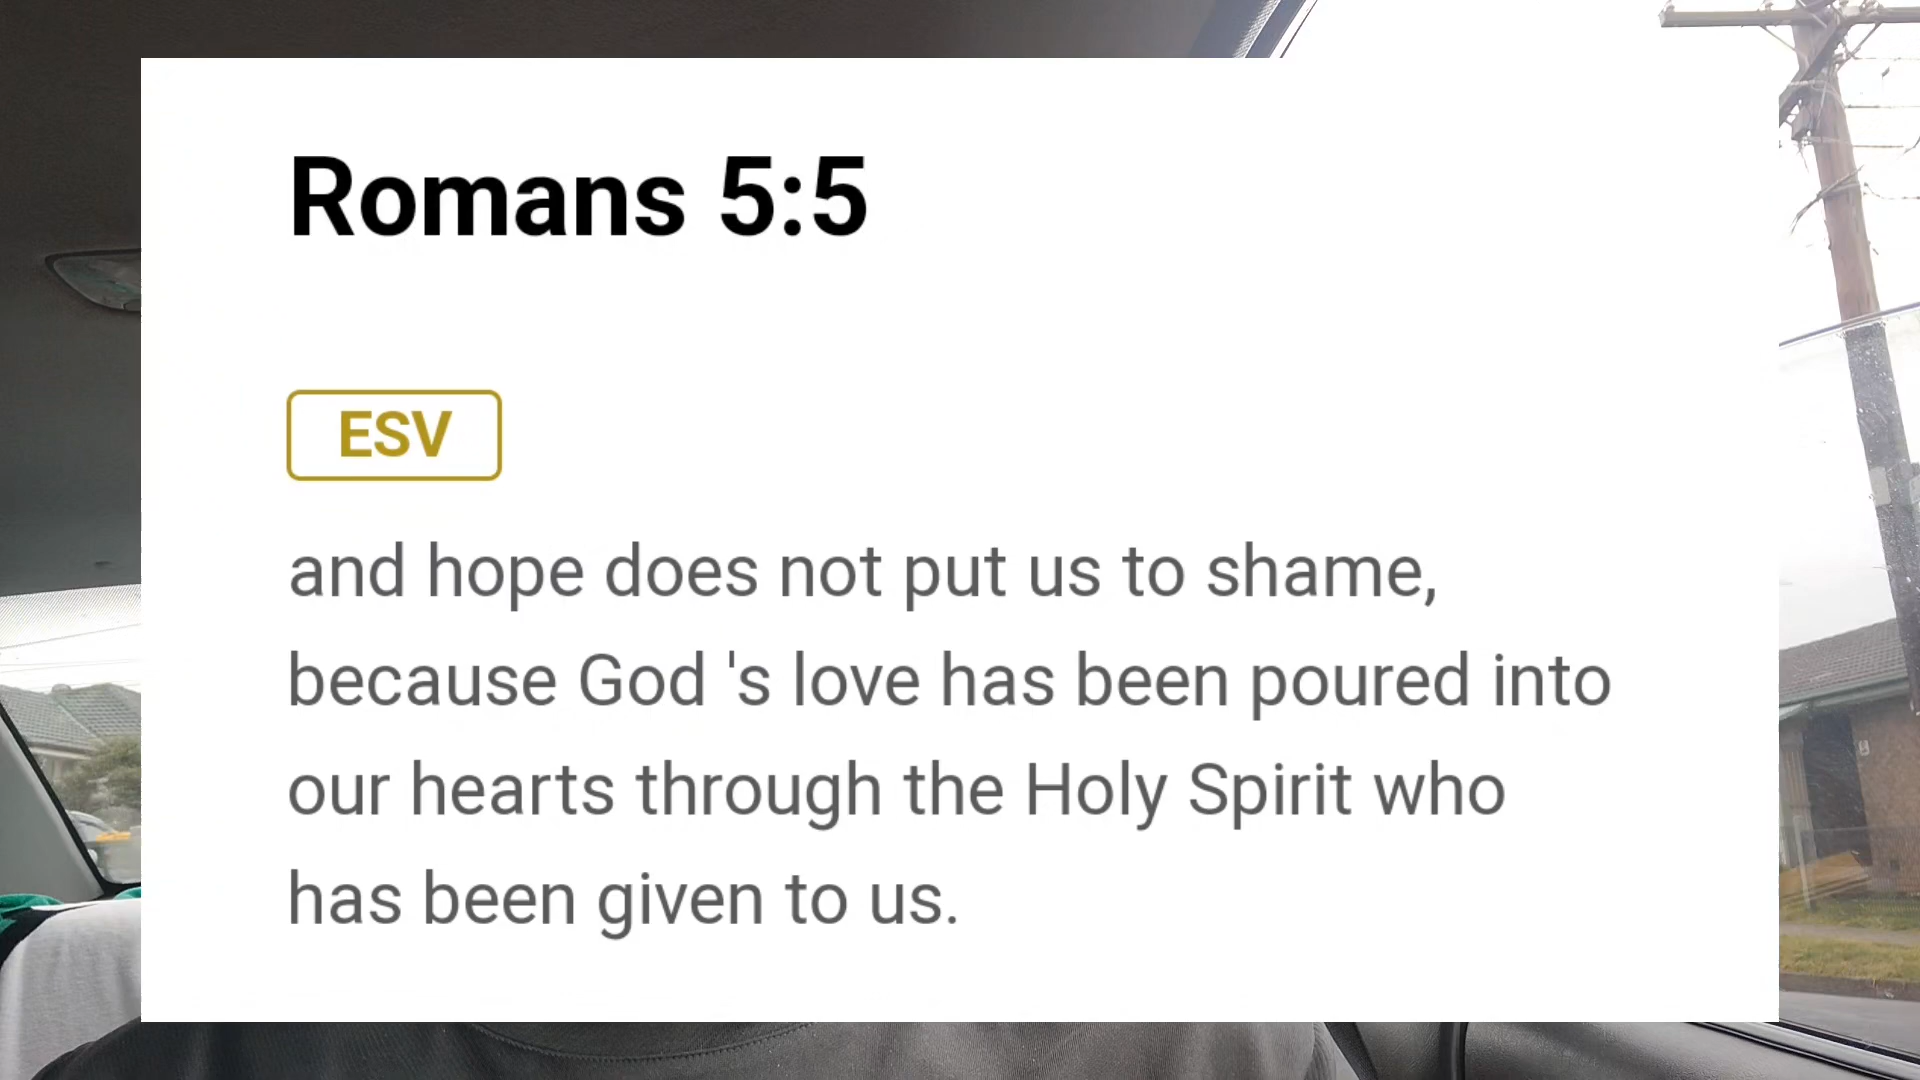 Romans 5:5
ESV
and hope does not put us to shame,
because God 's love has been poured into
our hearts through the Holy Spirit who
has been given to us.